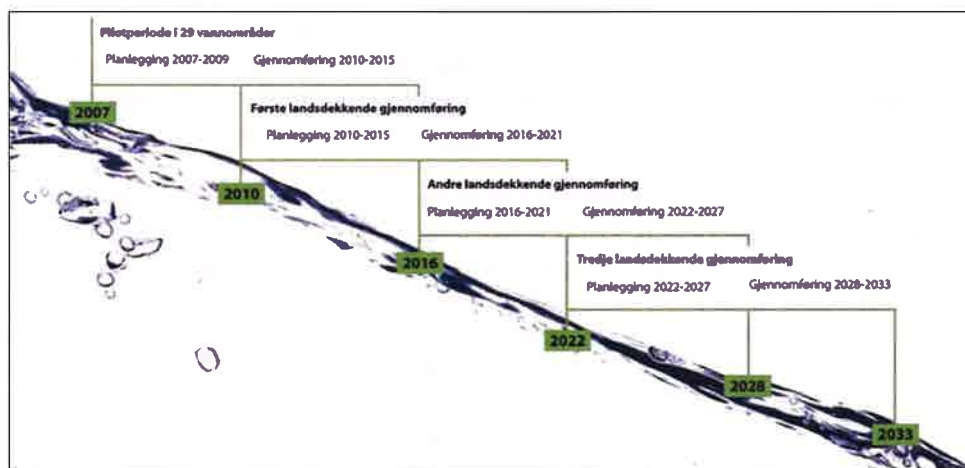 Pilotperiode i 29 vannområder
Planlegging 2007-2009 Gjennomføring 2010-2015
2007
Første landsdekkende gjennomføring
Planlegging 2010-2015 Gjennomføring 2016-2021
2010
Andre landsdekkende gjennomføring
Planlegging 2016-2021 Gjennomføring 2022-2027
2016
Tredje landsdekkende gjennomføring
Planlegging 2022-2027 Gjennomføring 2028-2033
2022
2028
2033